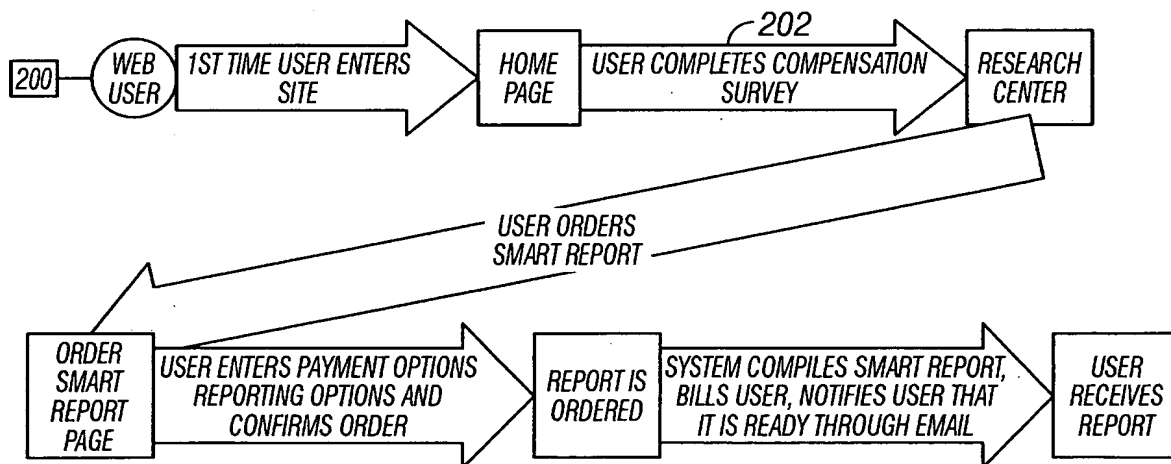 200
WEB
USER
1ST TIME USER ENTERS
SITE
HOME
PAGE
202
USER COMPLETES COMPENSATION
SURVEY
RESEARCH
CENTER
USER ORDERS
SMART REPORT
ORDER
SMART
REPORT
PAGE
USER ENTERS PAYMENT OPTIONS
REPORTING OPTIONS AND
CONFIRMS ORDER
REPORT IS
ORDERED
SYSTEM COMPILES SMART REPORT,
BILLS USER, NOTIFIES USER THAT
IT IS READY THROUGH EMAIL
USER
RECEIVES
REPORT